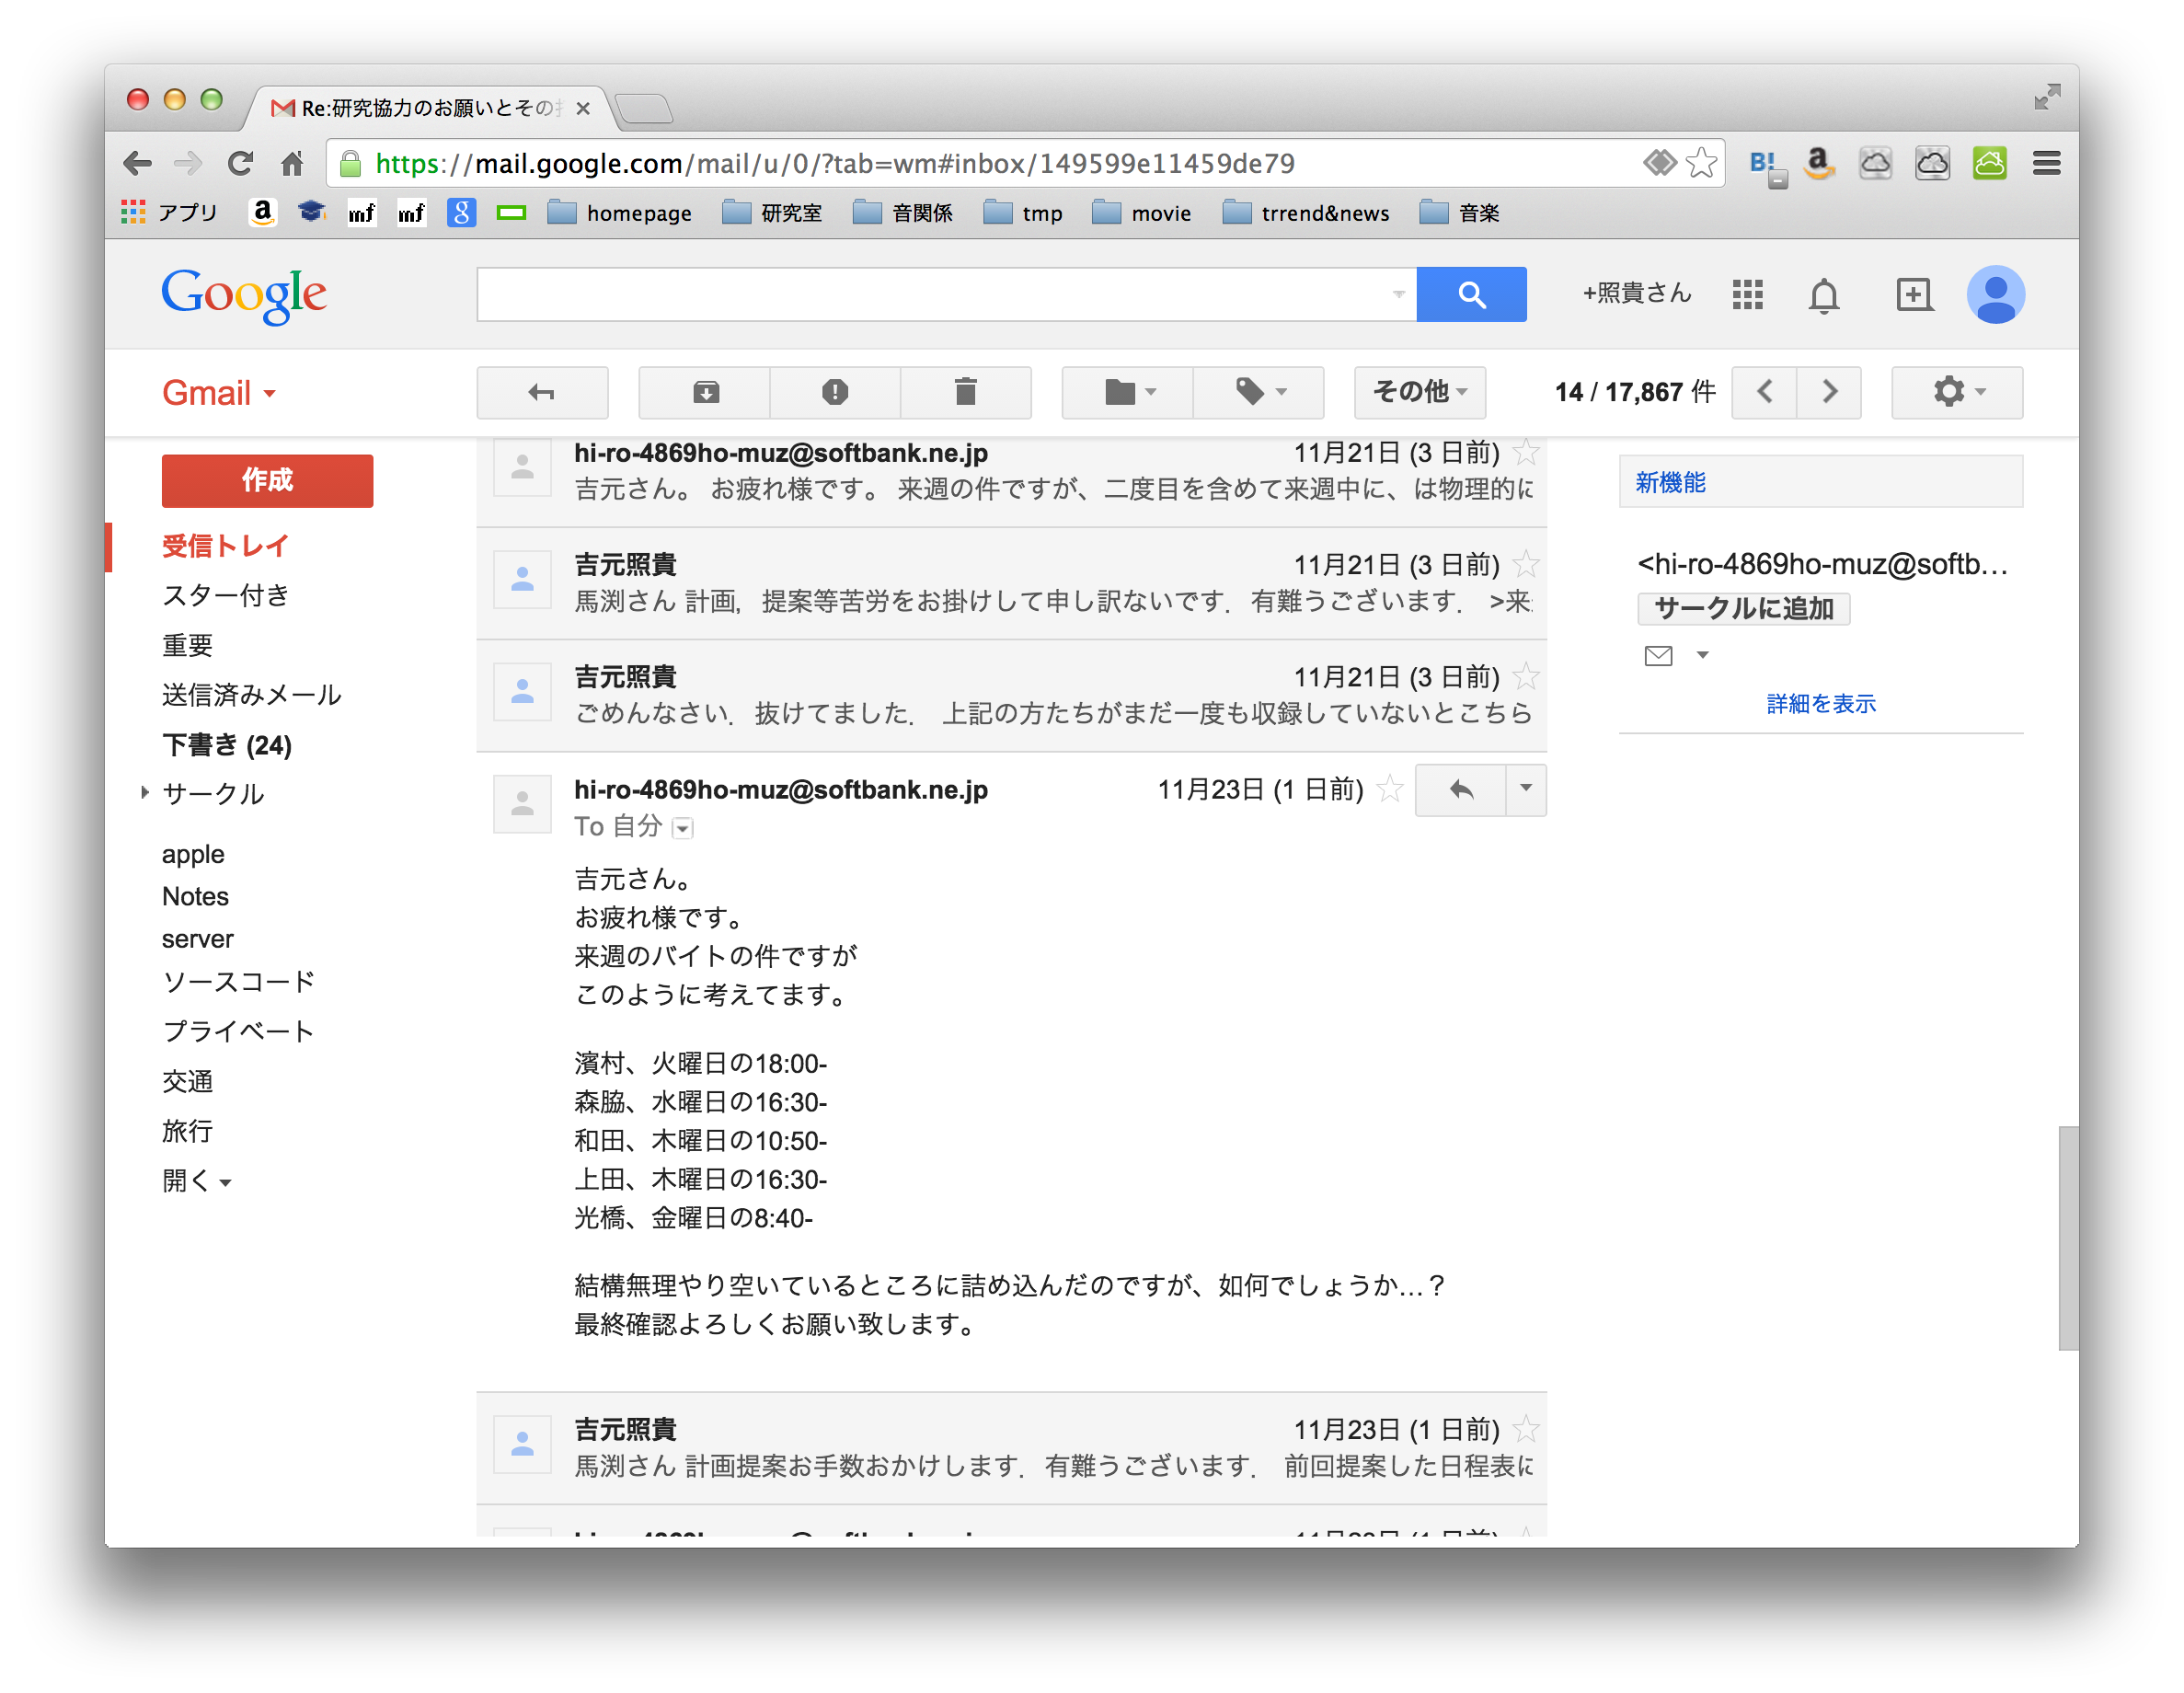 Re:研究協力のお願いとその
https://mail.google.com/mail/u/0/?tab=wm#inbox/149599e11459de79
B!
a
アプリ
a
mf
mf
g
homepage
研究室
音関係
tmp
movie
trrend&news
音楽
Google
+照貴さん
Gmail
その他
14 / 17,867 件
作成
受信トレイ
スター付き
重要
送信済みメール
下書き (24)
サークル
apple
Notes
server
ソースコード
プライベート
交通
旅行
開く
hi-ro-4869ho-muz@softbank.ne.jp
11月21日 (3 日前)
吉元さん。 お疲れ様です。 来週の件ですが、二度目を含めて来週中に、は物理的に
吉元照貴
11月21日 (3 日前)
馬渕さん 計画，提案等苦労をお掛けして申し訳ないです．有難うございます． >来
吉元照貴
11月21日 (3 日前)
ごめんなさい．抜けてました． 上記の方たちがまだ一度も収録していないとこちら
hi-ro-4869ho-muz@softbank.ne.jp
11月23日 (1 日前)
To 自分
吉元さん。
お疲れ様です。
来週のバイトの件ですが
このように考えてます。
濱村、火曜日の18:00-
森脇、水曜日の16:30-
和田、木曜日の10:50-
上田、木曜日の16:30-
光橋、金曜日の8:40-
結構無理やり空いているところに詰め込んだのですが、如何でしょうか…？
最終確認よろしくお願い致します。
吉元照貴
11月23日 (1 日前)
馬渕さん 計画提案お手数おかけします．有難うございます． 前回提案した日程表に
新機能
<hi-ro-4869ho-muz@softb...
サークルに追加
詳細を表示